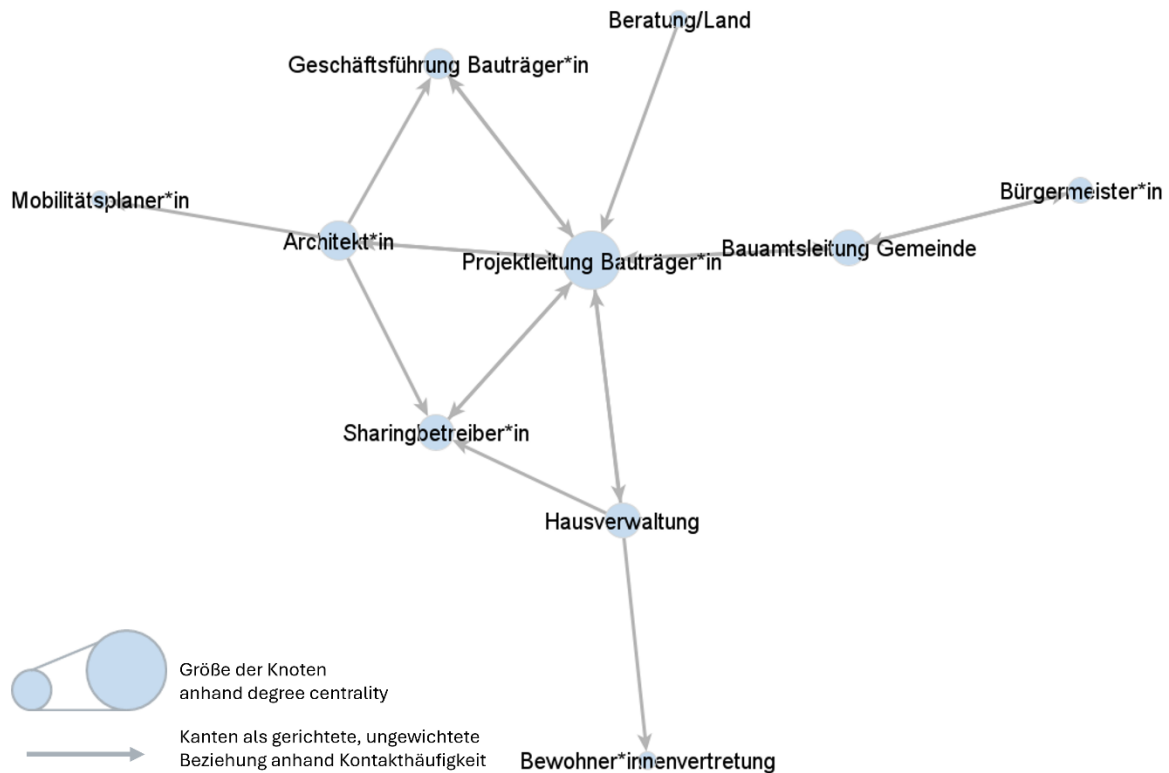 Beratung/Land
Geschäftsführung Bauträger*in
Mobilitätsplaner*in
Bürgermeister*in
Architekt*in
Projektleitung Bauträger*in
Bauamtsleitung Gemeinde
Sharingbetreiber*in
Hausverwaltung
Größe der Knoten
anhand degree centrality
Kanten als gerichtete, ungewichtete
Beziehung anhand Kontakthäufigkeit
Bewohner*innenvertretung